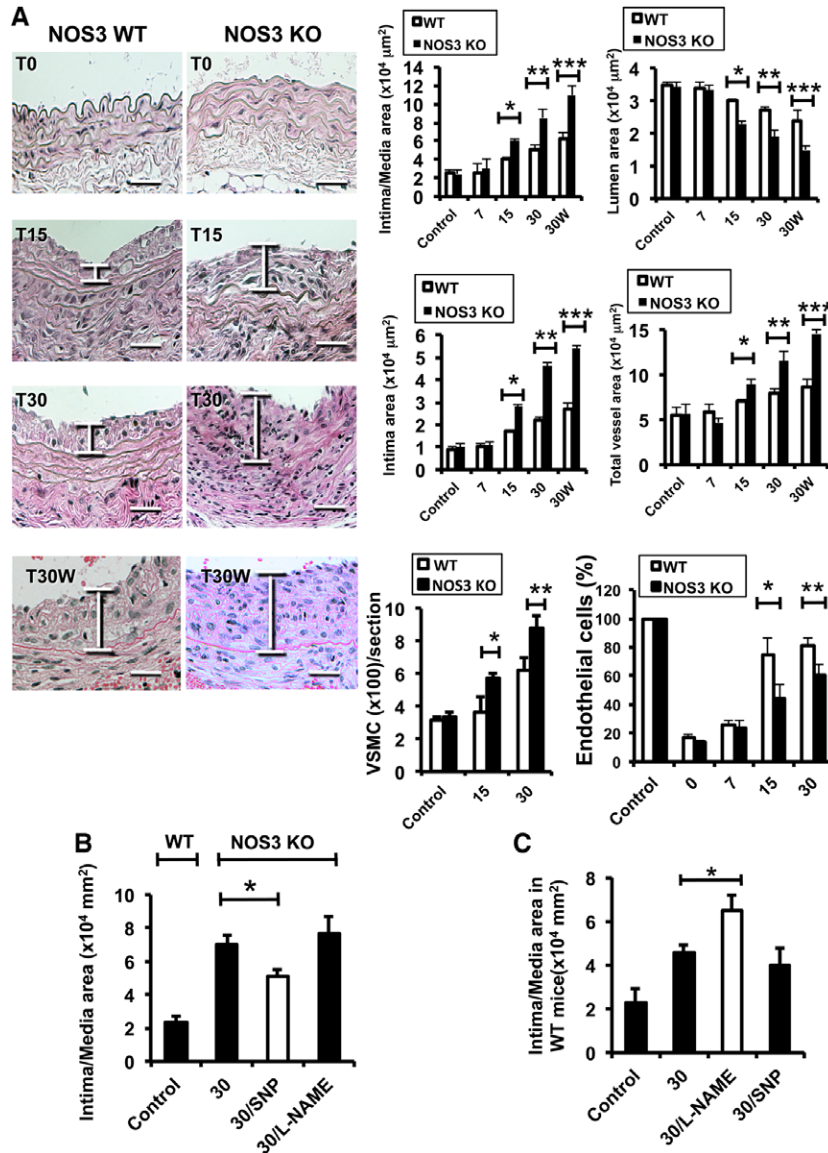 A
NOS3 WT NOS3 KO
T0 T0
T15 T15
T30 T30
T30W T30W
WT
NOS3 KO
Intima/Media area (x10⁴ μm²)
14
12
10
8
6
4
2
0
* ** ***
Control 7 15 30 30W
WT
NOS3 KO
Lumen area (x10⁴ μm²)
4
3
2
1
0
* ** ***
Control 7 15 30 30W
WT
NOS3 KO
Intima area (x10⁴ μm²)
6
5
4
3
2
1
0
* ** ***
Control 7 15 30 30W
WT
NOS3 KO
Total vessel area (x10⁴ μm²)
15
10
5
0
* ** ***
Control 7 15 30 30W
WT
NOS3 KO
VSMC (x100)/section
10
8
6
4
2
0
* **
Control 15 30
WT
NOS3 KO
Endothelial cells (%)
120
100
80
60
40
20
0
* **
Control 0 7 15 30
B
WT NOS3 KO
Intima/Media area (x10⁴ mm²)
10
8
6
4
2
0
*
Control 30 30/SNP 30/L-NAME
C
Intima/Media area in
WT mice(x10⁴ mm²)
8
6
4
2
0
*
Control 30 30/L-NAME 30/SNP